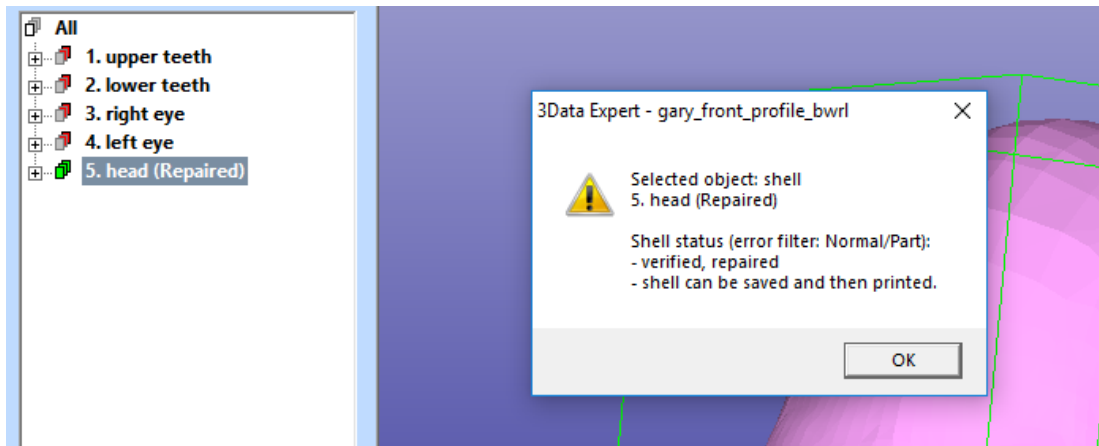 All
1. upper teeth
2. lower teeth
3. right eye
4. left eye
5. head (Repaired)
3Data Expert - gary_front_profile_bwrl
Selected object: shell
5. head (Repaired)
Shell status (error filter: Normal/Part):
- verified, repaired
- shell can be saved and then printed.
OK